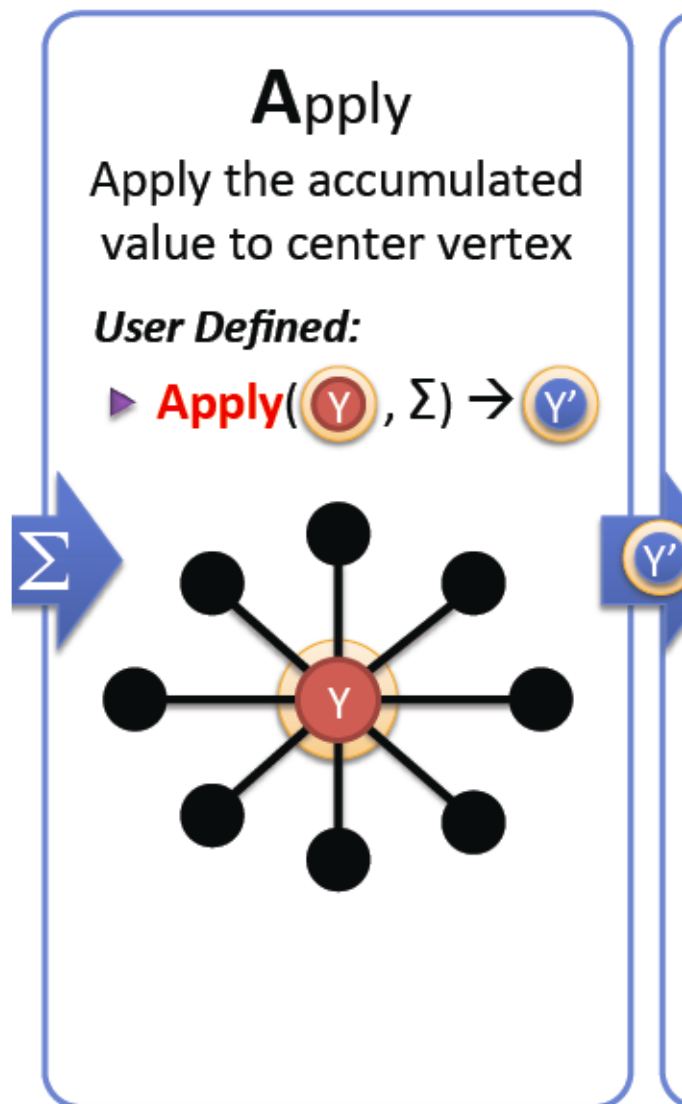 Apply
Apply the accumulated
value to center vertex
User Defined:
Apply(Y, Σ) → Y'
Σ
Y'
Y